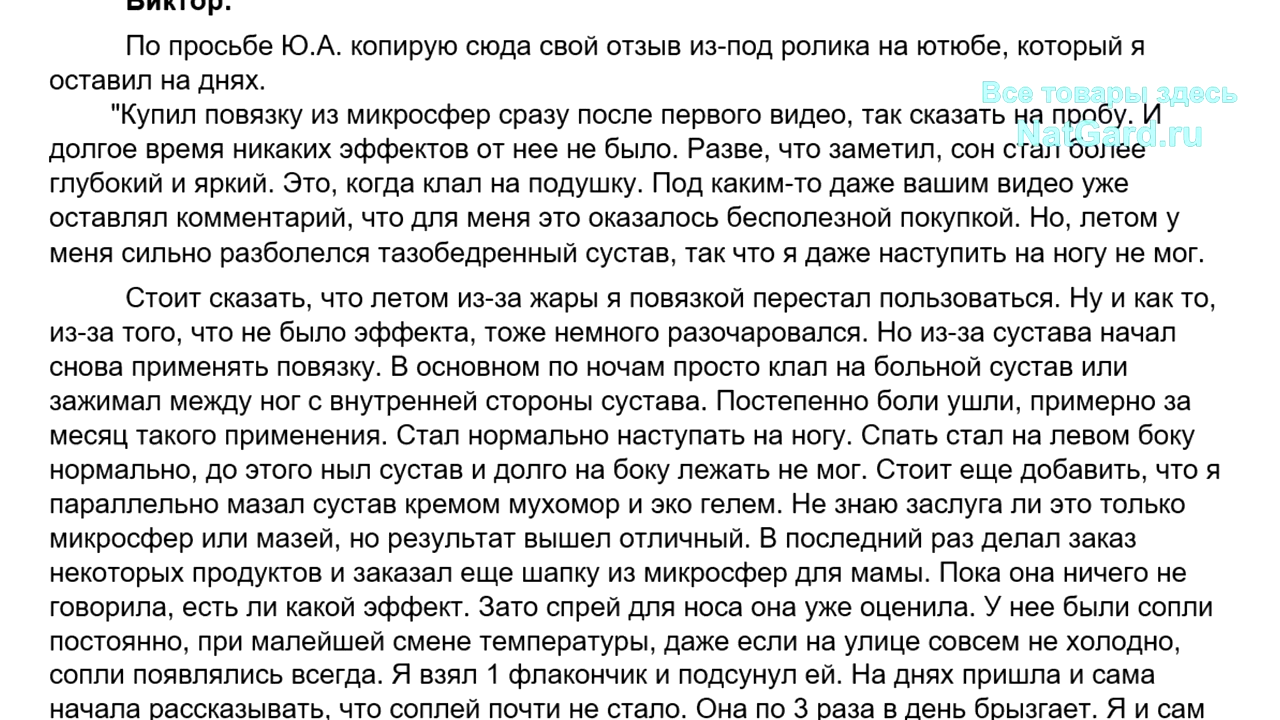 Виктор:
По просьбе Ю.А. копирую сюда свой отзыв из-под ролика на ютюбе, который я
оставил на днях.
Все товары здесь
NatGard.ru
"Купил повязку из микросфер сразу после первого видео, так сказать на пробу. И
долгое время никаких эффектов от нее не было. Разве, что заметил, сон стал более
глубокий и яркий. Это, когда клал на подушку. Под каким-то даже вашим видео уже
оставлял комментарий, что для меня это оказалось бесполезной покупкой. Но, летом у
меня сильно разболелся тазобедренный сустав, так что я даже наступить на ногу не мог.
Стоит сказать, что летом из-за жары я повязкой перестал пользоваться. Ну и как то,
из-за того, что не было эффекта, тоже немного разочаровался. Но из-за сустава начал
снова применять повязку. В основном по ночам просто клал на больной сустав или
зажимал между ног с внутренней стороны сустава. Постепенно боли ушли, примерно за
месяц такого применения. Стал нормально наступать на ногу. Спать стал на левом боку
нормально, до этого ныл сустав и долго на боку лежать не мог. Стоит еще добавить, что я
параллельно мазал сустав кремом мухомор и эко гелем. Не знаю заслуга ли это только
микросфер или мазей, но результат вышел отличный. В последний раз делал заказ
некоторых продуктов и заказал еще шапку из микросфер для мамы. Пока она ничего не
говорила, есть ли какой эффект. Зато спрей для носа она уже оценила. У нее были сопли
постоянно, при малейшей смене температуры, даже если на улице совсем не холодно,
сопли появлялись всегда. Я взял 1 флакончик и подсунул ей. На днях пришла и сама
начала рассказывать, что соплей почти не стало. Она по 3 раза в день брызгает. Я и сам